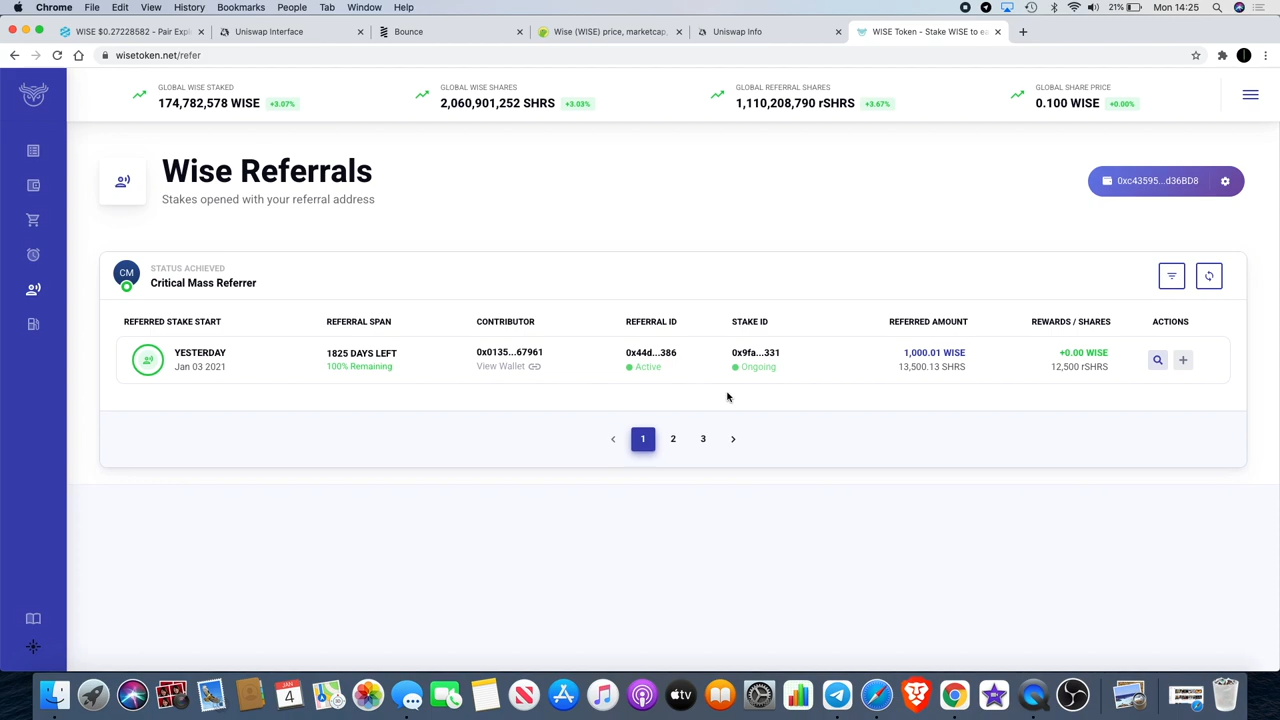 Chrome File Edit View History Bookmarks People Tab Window Help 21% Mon 14:25
WISE $0.27228582 - Pair Expl Uniswap Interface Bounce Wise (WISE) price, marketcap, Uniswap Info WISE Token - Stake WISE to ea
wisetoken.net/refer
GLOBAL WISE STAKED GLOBAL WISE SHARES GLOBAL REFERRAL SHARES GLOBAL SHARE PRICE
174,782,578 WISE +3.07% 2,060,901,252 SHRS +3.03% 1,110,208,790 rSHRS +3.67% 0.100 WISE +0.00%
Wise Referrals
0xc43595...d36BD8
Stakes opened with your referral address
CM
STATUS ACHIEVED
Critical Mass Referrer
REFERRED STAKE START REFERRAL SPAN CONTRIBUTOR REFERRAL ID STAKE ID REFERRED AMOUNT REWARDS / SHARES ACTIONS
YESTERDAY 1825 DAYS LEFT 0x0135...67961 0x44d...386 0x9fa...331 1,000.01 WISE +0.00 WISE
Jan 03 2021 100% Remaining View Wallet Active Ongoing 13,500.13 SHRS 12,500 rSHRS
1 2 3
JAN
4
tv